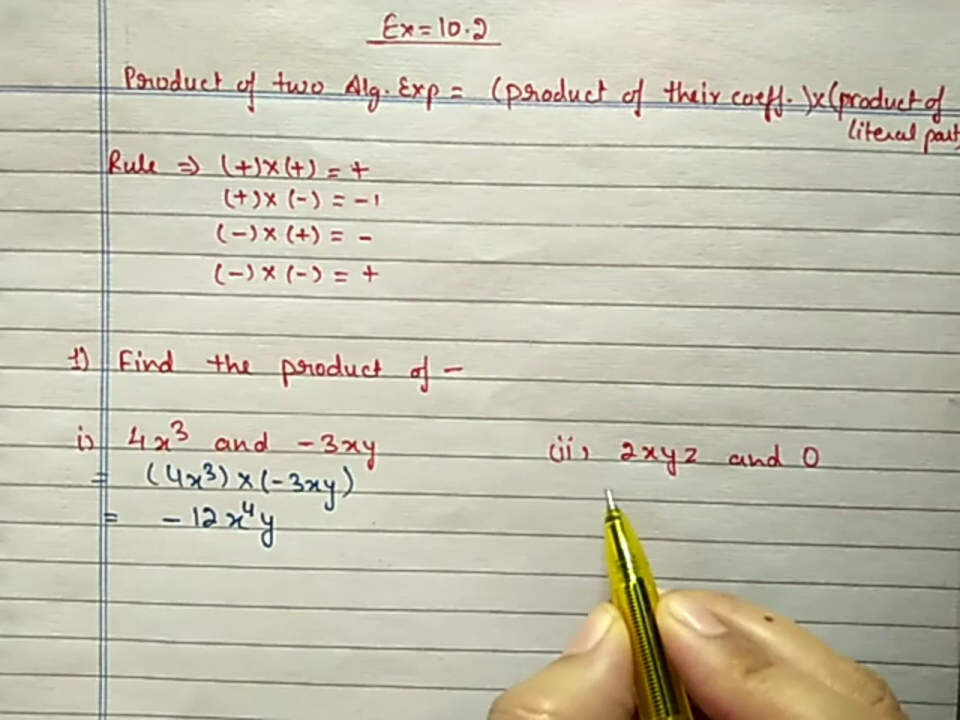 Ex = 10.2
Product of two Alg. Exp = (product of their coeff.) x (product of
literal part
Rule => (+) x (+) = +
(+) x (-) = -1
(-) x (+) = -
(-) x (-) = +
1) Find the product of -
i) 4x³ and -3xy
= (4x³) x (-3xy)
= -12x⁴y
(ii) 2xyz and 0